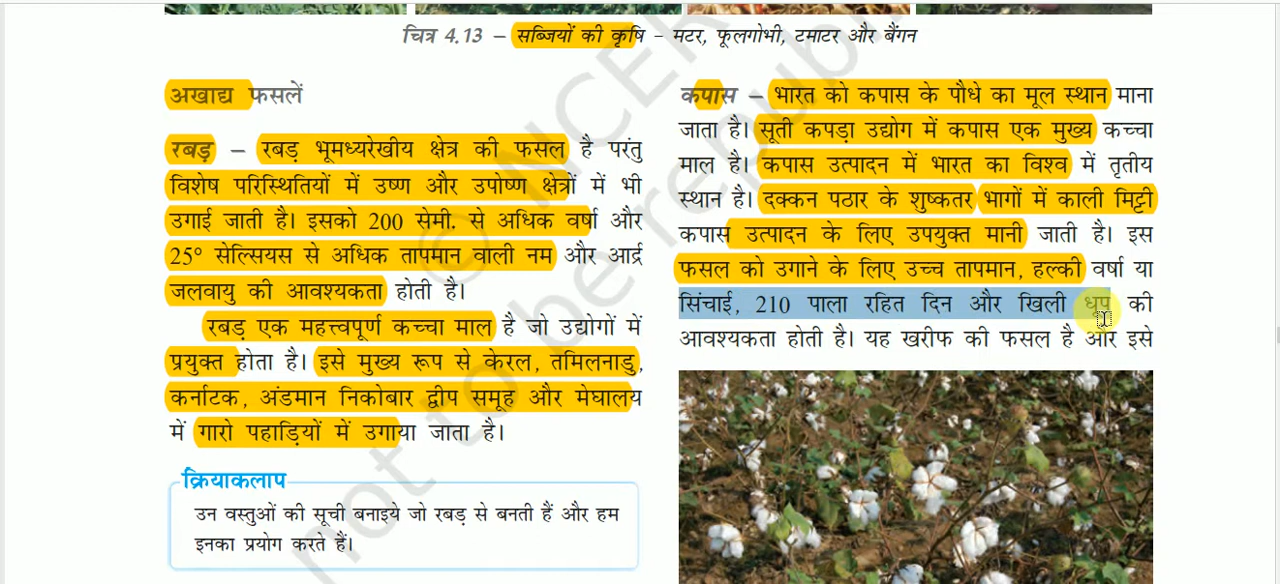 चित्र 4.13 – सब्जियों की कृषि – मटर, फूलगोभी, टमाटर और बैंगन
अखाद्य फसलें
रबड़ – रबड़ भूमध्यरेखीय क्षेत्र की फसल है परंतु
विशेष परिस्थितियों में उष्ण और उपोष्ण क्षेत्रों में भी
उगाई जाती है। इसको 200 सेमी. से अधिक वर्षा और
25° सेल्सियस से अधिक तापमान वाली नम और आर्द्र
जलवायु की आवश्यकता होती है।
रबड़ एक महत्त्वपूर्ण कच्चा माल है जो उद्योगों में
प्रयुक्त होता है। इसे मुख्य रूप से केरल, तमिलनाडु,
कर्नाटक, अंडमान निकोबार द्वीप समूह और मेघालय
में गारो पहाड़ियों में उगाया जाता है।
क्रियाकलाप
उन वस्तुओं की सूची बनाइये जो रबड़ से बनती हैं और हम
इनका प्रयोग करते हैं।
कपास – भारत को कपास के पौधे का मूल स्थान माना
जाता है। सूती कपड़ा उद्योग में कपास एक मुख्य कच्चा
माल है। कपास उत्पादन में भारत का विश्व में तृतीय
स्थान है। दक्कन पठार के शुष्कतर भागों में काली मिट्टी
कपास उत्पादन के लिए उपयुक्त मानी जाती है। इस
फसल को उगाने के लिए उच्च तापमान, हल्की वर्षा या
सिंचाई, 210 पाला रहित दिन और खिली धूप की
आवश्यकता होती है। यह खरीफ की फसल है और इसे
© NCER
not to be republi